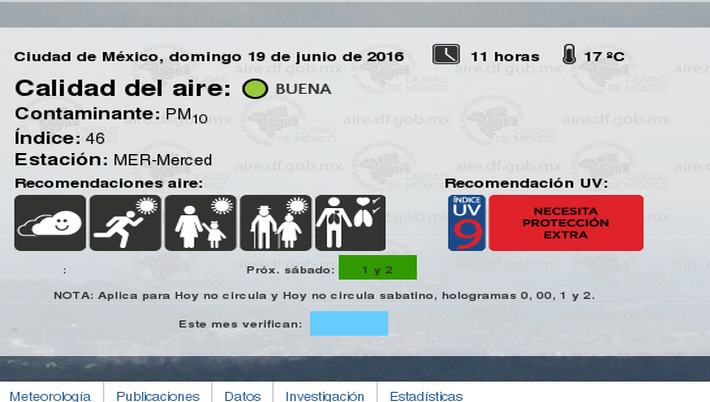 Ciudad de México, domingo 19 de junio de 2016 11 horas 17 ºC
Calidad del aire: BUENA
Contaminante: PM10
Índice: 46
Estación: MER-Merced
Recomendaciones aire: Recomendación UV:
ÍNDICE
UV
9
NECESITA
PROTECCIÓN
EXTRA
: Próx. sábado: 1 y 2
NOTA: Aplica para Hoy no circula y Hoy no circula sabatino, hologramas 0, 00, 1 y 2.
Este mes verifican:
Meteorología Publicaciones Datos Investigación Estadísticas
aire.df.gob.mx
CIUDAD
DE MÉXICO